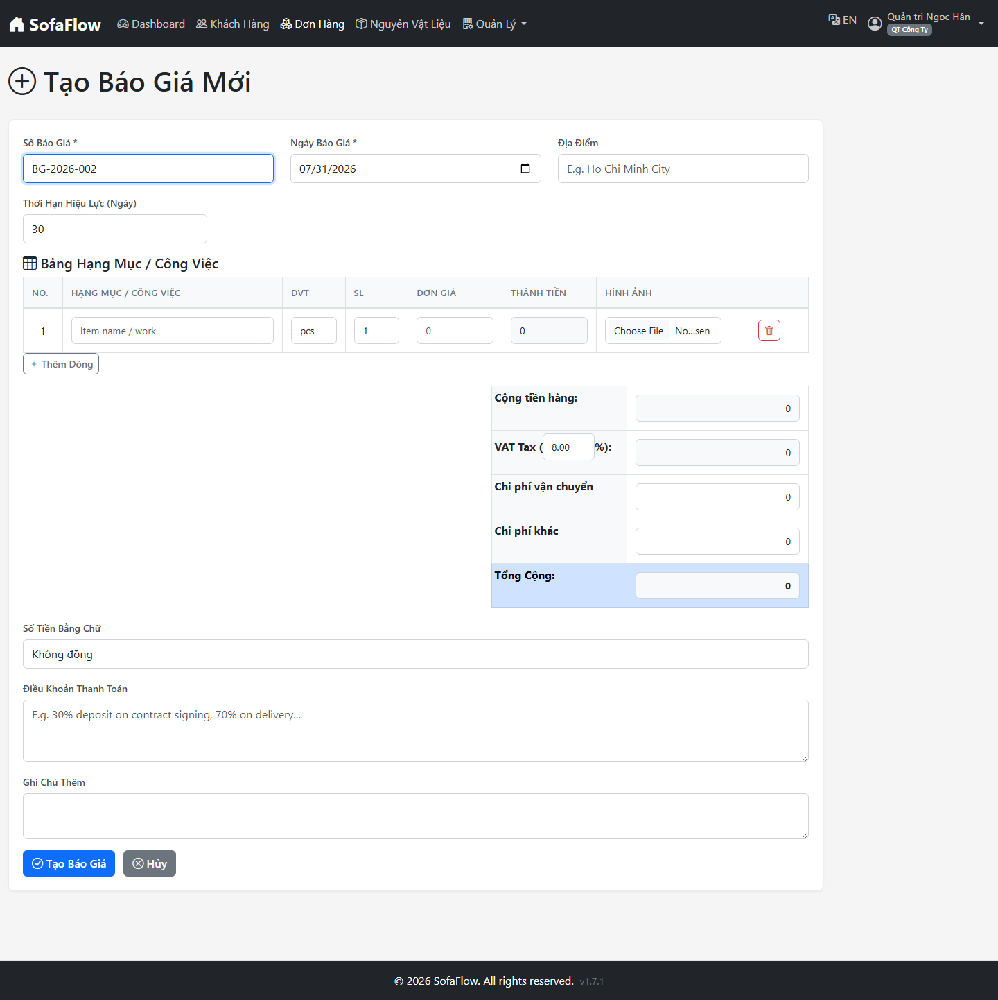 SofaFlow
Dashboard
Khách Hàng
Đơn Hàng
Nguyên Vật Liệu
Quản Lý
EN
Quản trị Ngọc Hân
QT Công Ty
Tạo Báo Giá Mới
Số Báo Giá *
Ngày Báo Giá *
Địa Điểm
BG-2026-002
07/31/2026
E.g. Ho Chi Minh City
Thời Hạn Hiệu Lực (Ngày)
30
Bảng Hạng Mục / Công Việc
NO. HẠNG MỤC / CÔNG VIỆC ĐVT SL ĐƠN GIÁ THÀNH TIỀN HÌNH ẢNH
1 Item name / work pcs 1 0 0 Choose File No...sen
+ Thêm Dòng
Cộng tiền hàng: 0
VAT Tax ( 8.00 %): 0
Chi phí vận chuyển 0
Chi phí khác 0
Tổng Cộng: 0
Số Tiền Bằng Chữ
Không đồng
Điều Khoản Thanh Toán
E.g. 30% deposit on contract signing, 70% on delivery...
Ghi Chú Thêm
Tạo Báo Giá
Hủy
© 2026 SofaFlow. All rights reserved. v1.7.1